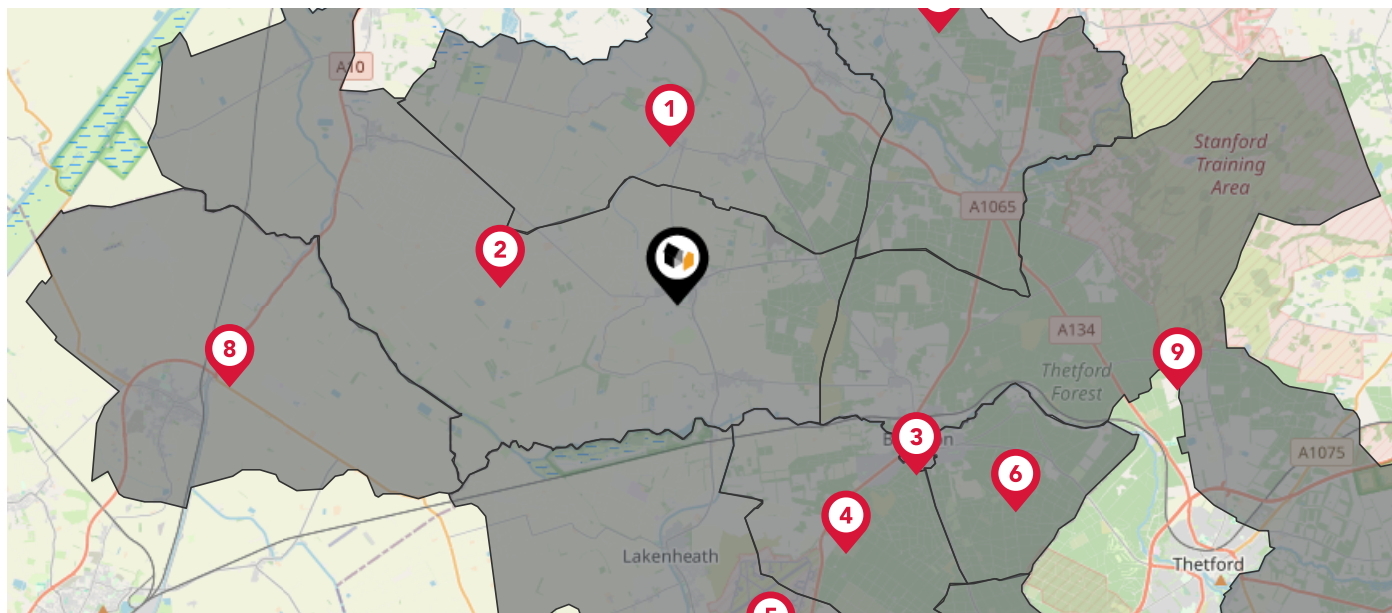 A10
1
Stanford
Training
Area
A1065
2
A134
8
9
Thetford
Forest
3
A1075
6
4
Lakenheath
Thetford
5